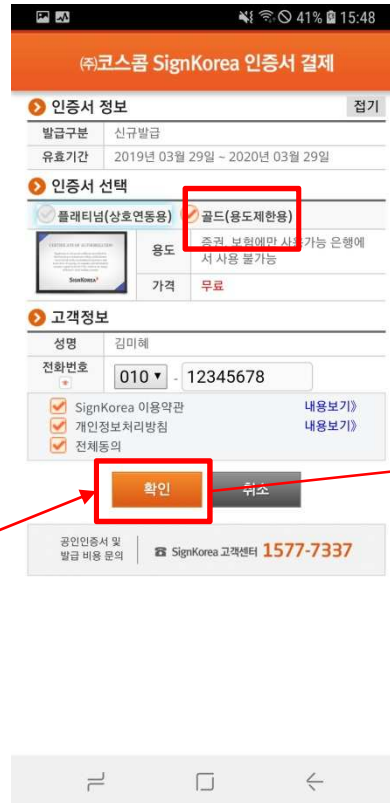 41% 15:48
㈜코스콤 SignKorea 인증서 결제
인증서 정보 접기
발급구분 신규발급
유효기간 2019년 03월 29일 ~ 2020년 03월 29일
인증서 선택
플래티넘(상호연동용) 골드(용도제한용)
용도 증권, 보험에만 사용가능 은행에
서 사용 불가능
SignKorea
가격 무료
고객정보
성명 김미혜
전화번호 010 - 12345678
SignKorea 이용약관 내용보기》
개인정보처리방침 내용보기》
전체동의
확인 취소
공인인증서 및
발급 비용 문의 SignKorea 고객센터 1577-7337